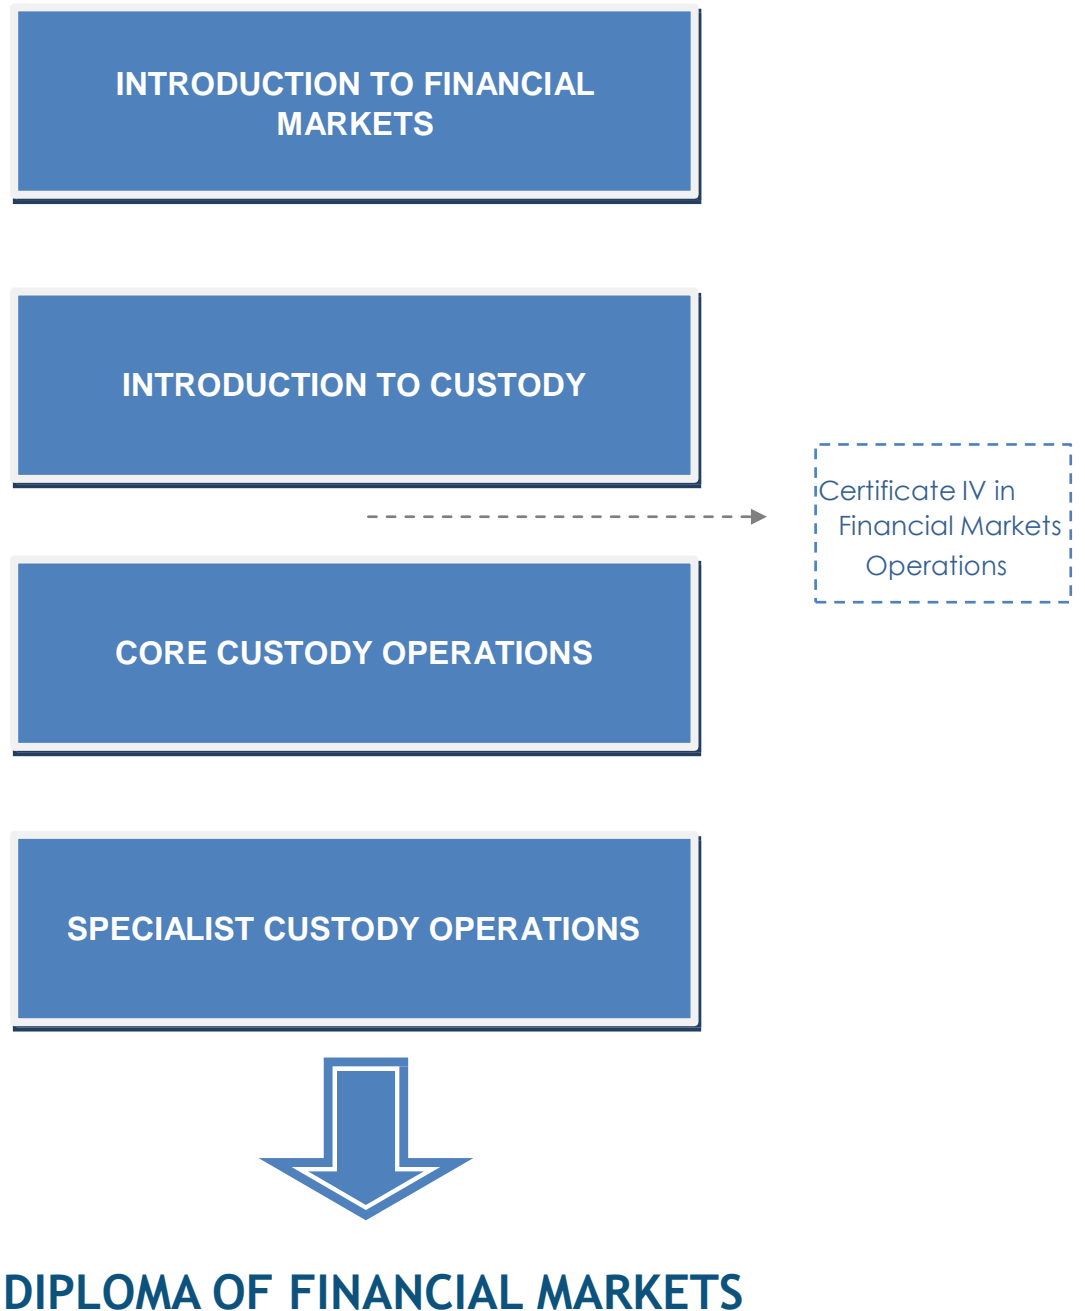 INTRODUCTION TO FINANCIAL
MARKETS
INTRODUCTION TO CUSTODY
Certificate IV in
Financial Markets
Operations
CORE CUSTODY OPERATIONS
SPECIALIST CUSTODY OPERATIONS
DIPLOMA OF FINANCIAL MARKETS